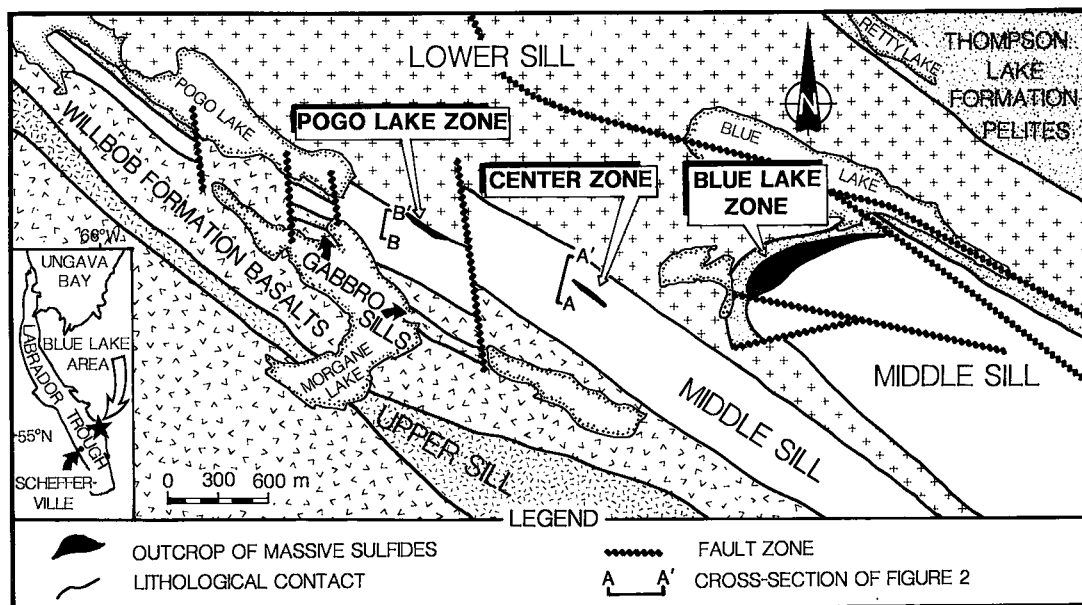 LOWER SILL
RETTY LAKE
THOMPSON
LAKE
FORMATION
PELITES
POGO LAKE
POGO LAKE ZONE
N
BLUE
LAKE
WILLBOB FORMATION BASALTS
CENTER ZONE
BLUE LAKE
ZONE
B
B
A'
A
GABBRO SILLS
66°W
UNGAVA
BAY
LABRADOR TROUGH
BLUE LAKE
AREA
55°N
SCHEFFER-
VILLE
MORGANE
LAKE
MIDDLE SILL
MIDDLE SILL
UPPER SILL
0 300 600 m
LEGEND
OUTCROP OF MASSIVE SULFIDES
FAULT ZONE
LITHOLOGICAL CONTACT
A A' CROSS-SECTION OF FIGURE 2